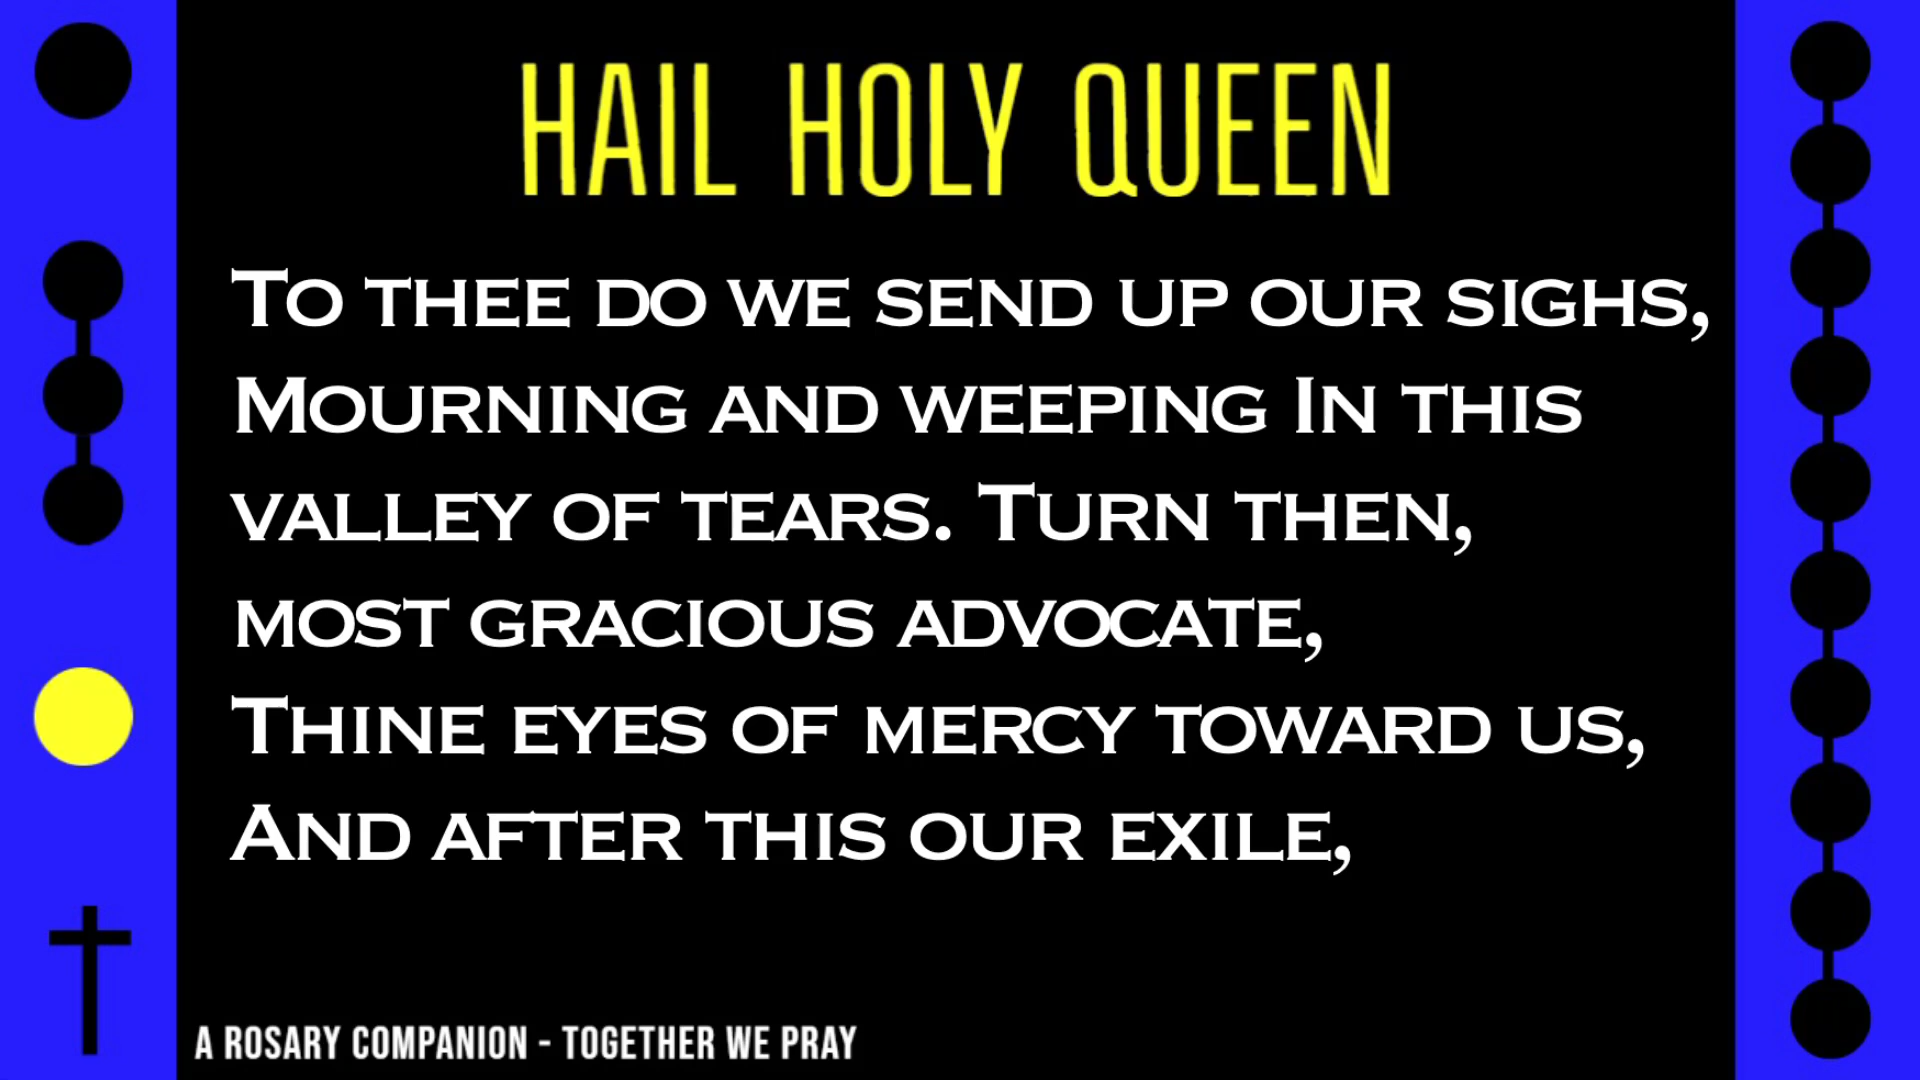 HAIL HOLY QUEEN
To thee do we send up our sighs,
Mourning and weeping In this
valley of tears. Turn then,
most gracious advocate,
Thine eyes of mercy toward us,
And after this our exile,
A ROSARY COMPANION - TOGETHER WE PRAY